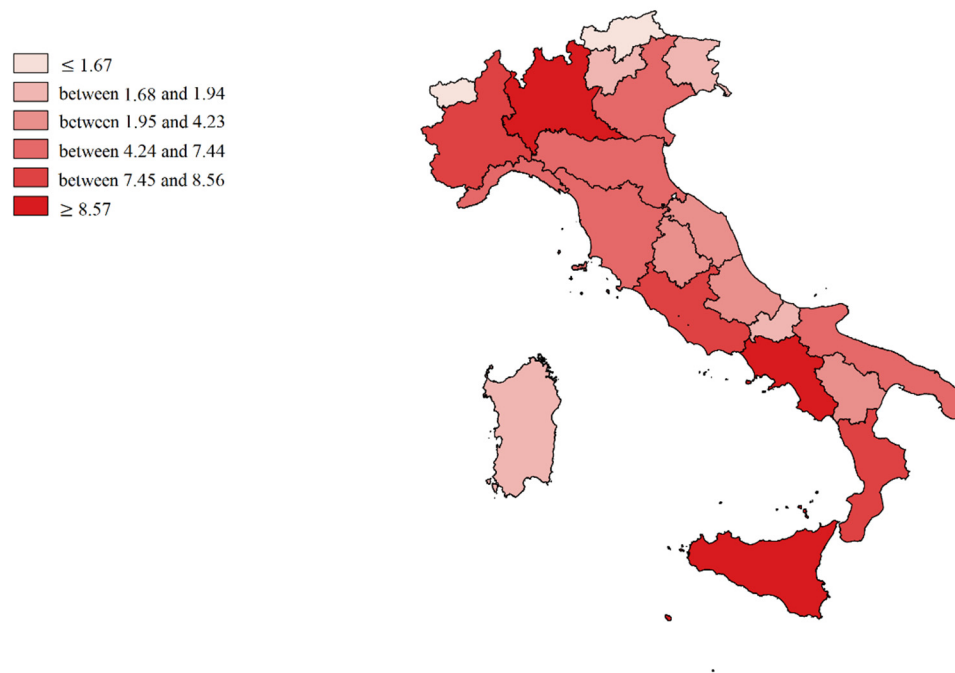 ≤ 1.67
between 1.68 and 1.94
between 1.95 and 4.23
between 4.24 and 7.44
between 7.45 and 8.56
≥ 8.57